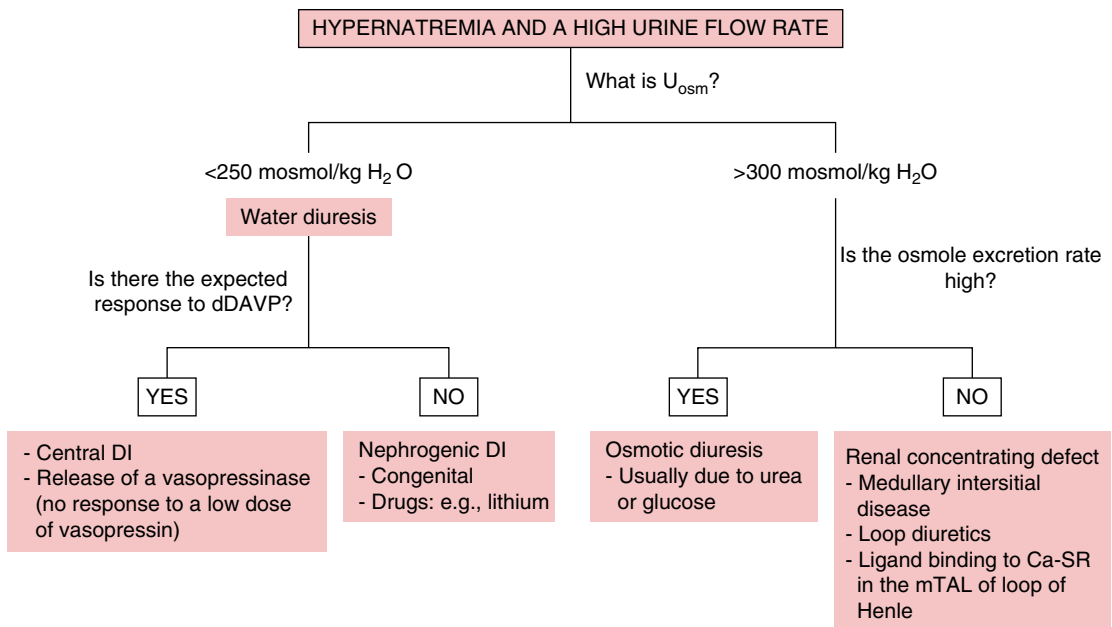 HYPERNATREMIA AND A HIGH URINE FLOW RATE
What is Uosm?
<250 mosmol/kg H2 O
>300 mosmol/kg H2O
Water diuresis
Is there the expected
response to dDAVP?
Is the osmole excretion rate
high?
YES
NO
YES
NO
- Central DI
- Release of a vasopressinase
(no response to a low dose
of vasopressin)
Nephrogenic DI
- Congenital
- Drugs: e.g., lithium
Osmotic diuresis
- Usually due to urea
or glucose
Renal concentrating defect
- Medullary intersitial
disease
- Loop diuretics
- Ligand binding to Ca-SR
in the mTAL of loop of
Henle